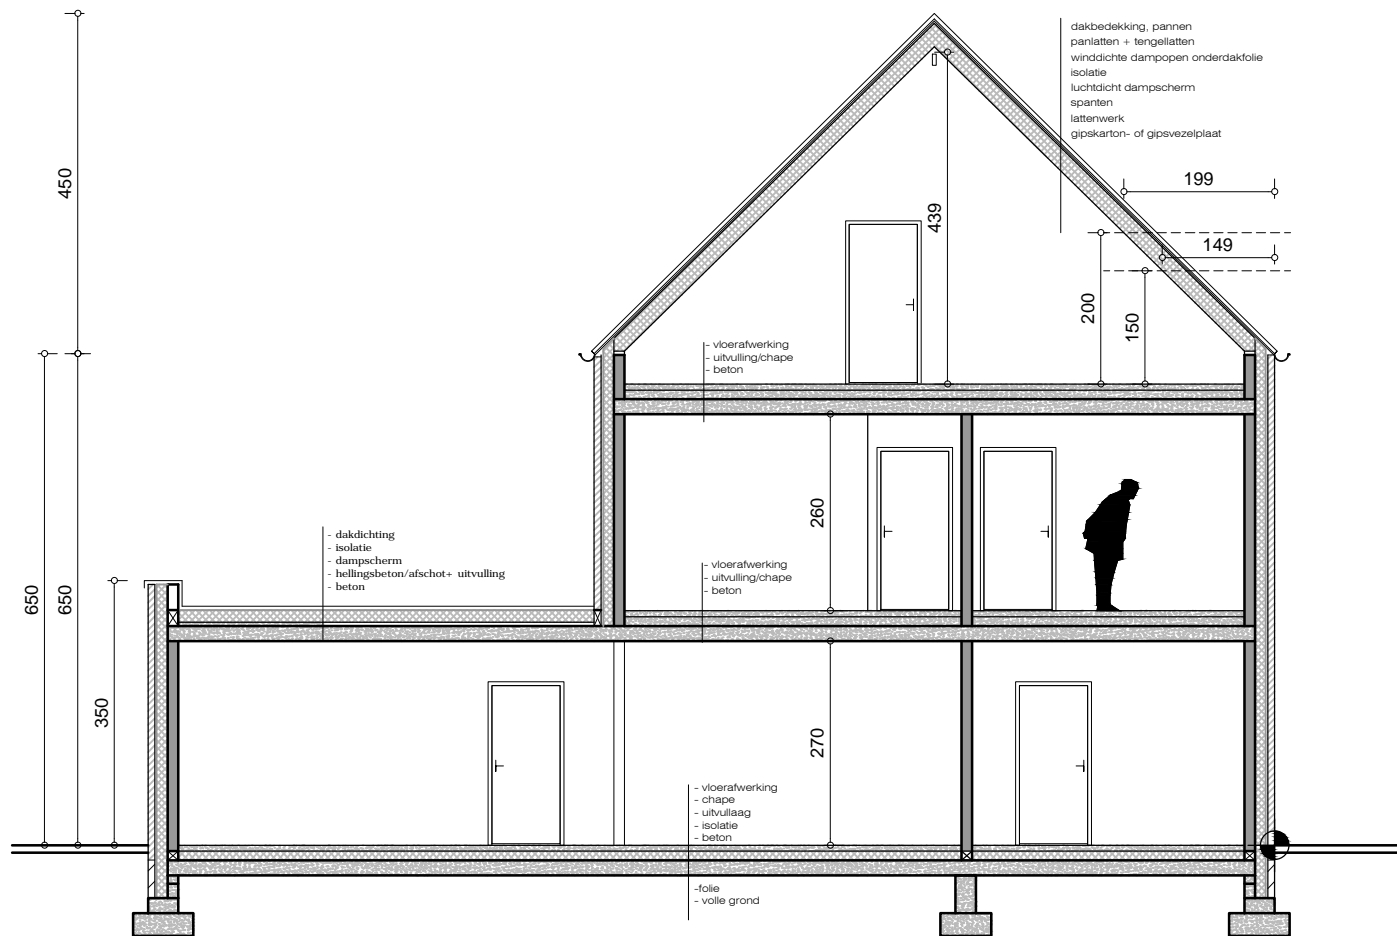 dakbedekking, pannen
panlatten + tengellatten
winddichte dampopen onderdakfolie
isolatie
luchtdicht dampscherm
spanten
lattenwerk
gipskarton- of gipsvezelplaat
450
199
439
149
200
150
- vloerafwerking
- uitvulling/chape
- beton
260
- dakdichting
- isolatie
- dampscherm
- hellingsbeton/afschot+ uitvulling
- beton
- vloerafwerking
- uitvulling/chape
- beton
650
650
350
270
- vloerafwerking
- chape
- uitvullaag
- isolatie
- beton
-folie
- volle grond